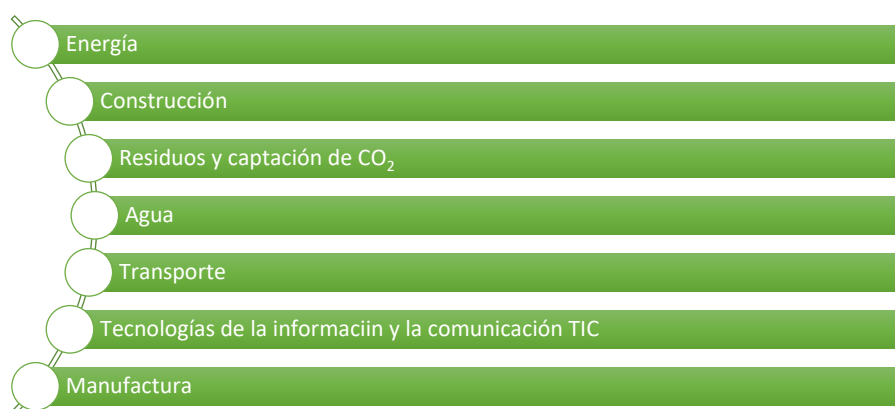 Energía
Construcción
Residuos y captación de CO₂
Agua
Transporte
Tecnologías de la informaciin y la comunicación TIC
Manufactura